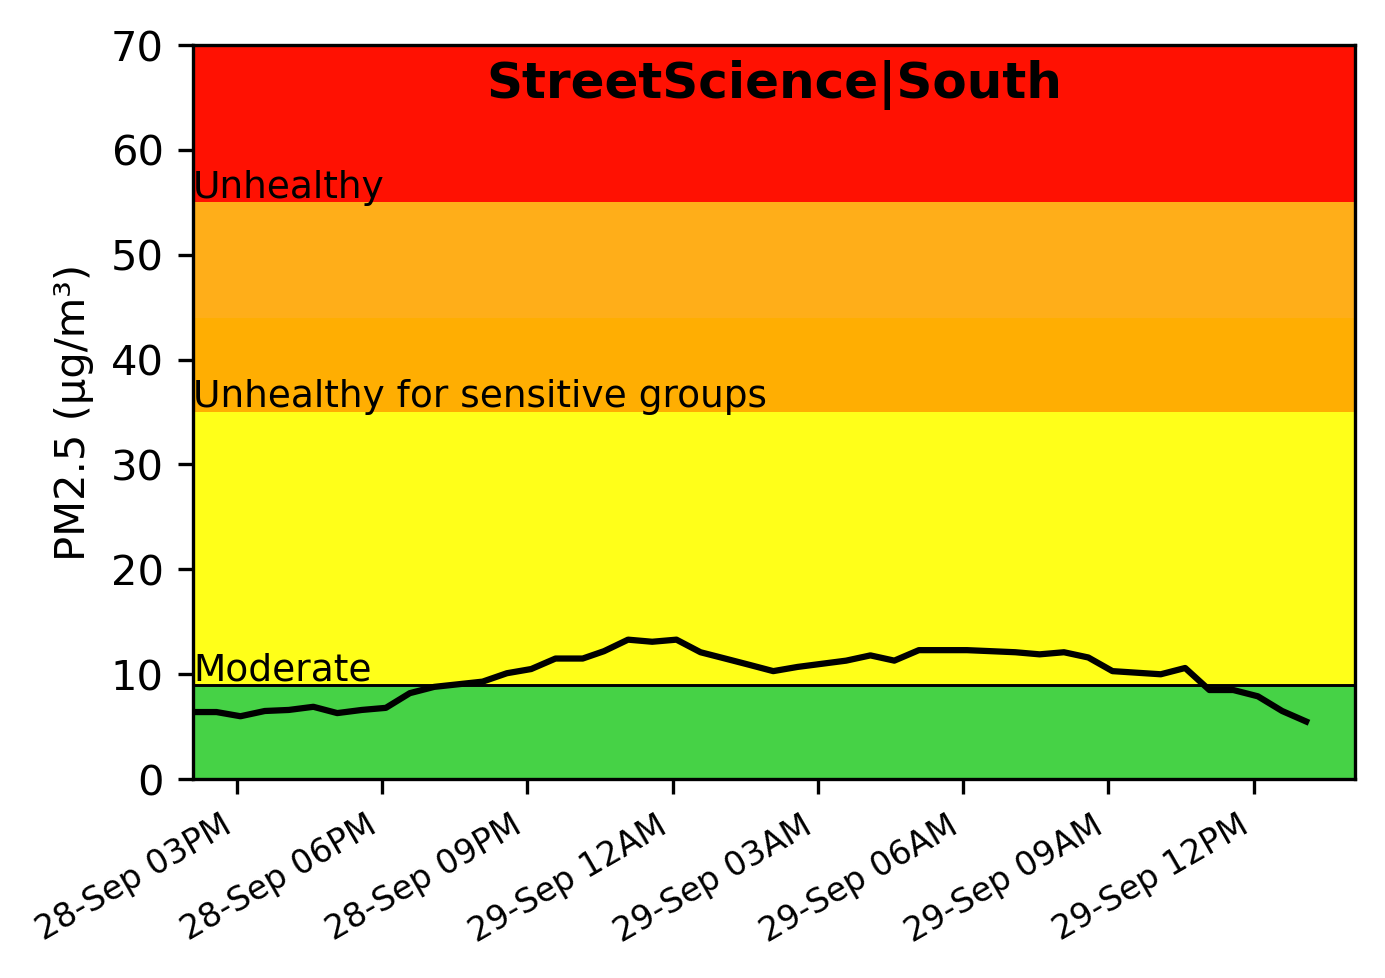 StreetScience|South
70
60
50
40
30
20
10
0
PM2.5 (µg/m³)
Unhealthy
Unhealthy for sensitive groups
Moderate
28-Sep 03PM
28-Sep 06PM
28-Sep 09PM
29-Sep 12AM
29-Sep 03AM
29-Sep 06AM
29-Sep 09AM
29-Sep 12PM